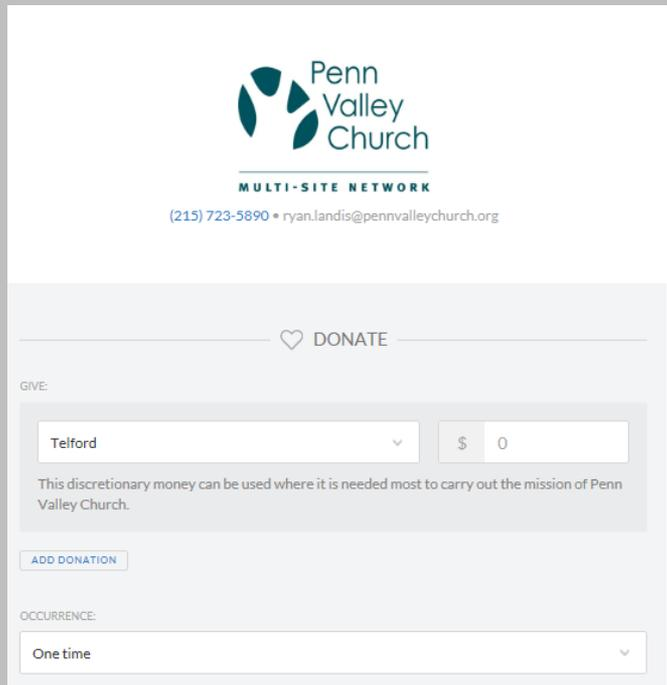 Penn
Valley
Church
MULTI-SITE NETWORK
(215) 723-5890 • ryan.landis@pennvalleychurch.org
DONATE
GIVE:
Telford
$ 0
This discretionary money can be used where it is needed most to carry out the mission of Penn
Valley Church.
ADD DONATION
OCCURRENCE:
One time